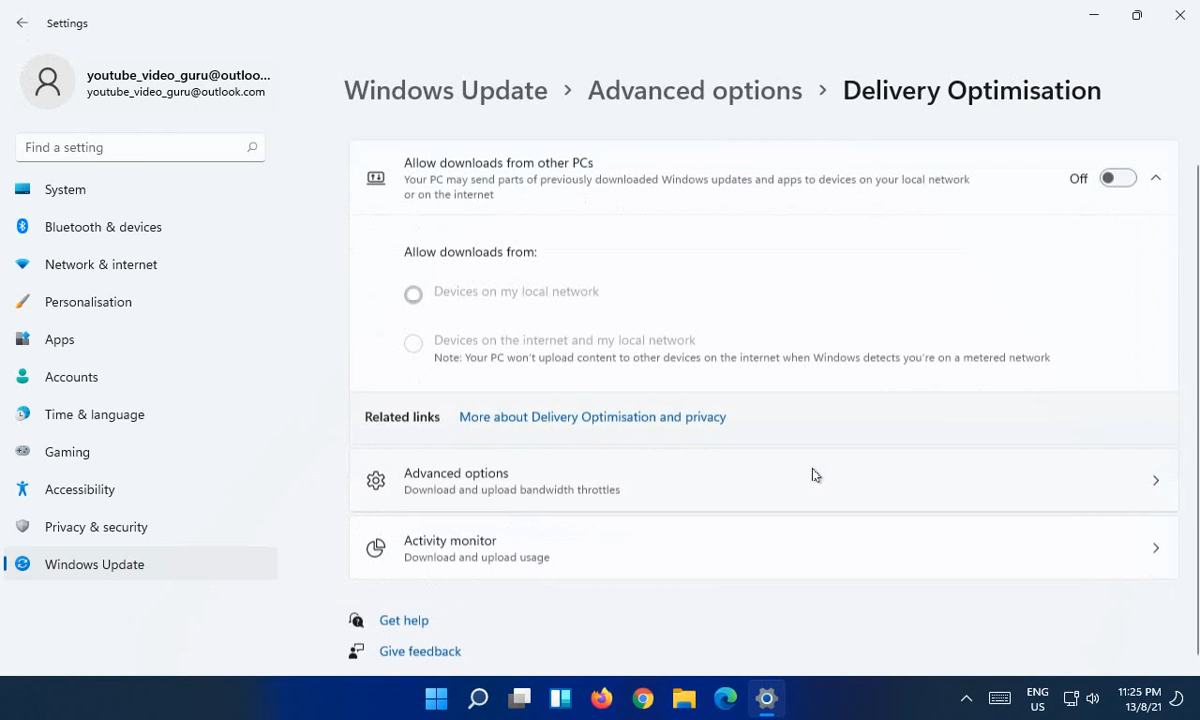 Settings
youtube_video_guru@outloo...
youtube_video_guru@outlook.com
Find a setting
System
Bluetooth & devices
Network & internet
Personalisation
Apps
Accounts
Time & language
Gaming
Accessibility
Privacy & security
Windows Update
Windows Update > Advanced options > Delivery Optimisation
Allow downloads from other PCs
Your PC may send parts of previously downloaded Windows updates and apps to devices on your local network
or on the internet
Off
Allow downloads from:
Devices on my local network
Devices on the internet and my local network
Note: Your PC won't upload content to other devices on the internet when Windows detects you're on a metered network
Related links More about Delivery Optimisation and privacy
Advanced options
Download and upload bandwidth throttles
Activity monitor
Download and upload usage
Get help
Give feedback
ENG
US
11:25 PM
13/8/21